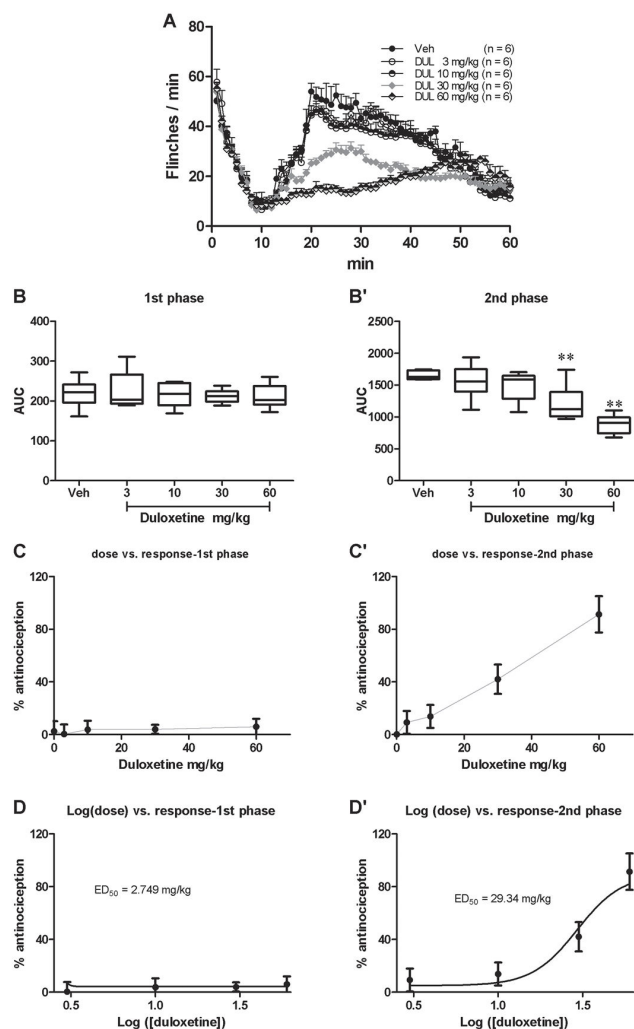 A
Veh (n = 6)
DUL 3 mg/kg (n = 6)
DUL 10 mg/kg (n = 6)
DUL 30 mg/kg (n = 6)
DUL 60 mg/kg (n = 6)
80
60
40
20
0
Flinches / min
0 10 20 30 40 50 60
min
B
1st phase
400
300
200
100
0
AUC
Veh 3 10 30 60
Duloxetine mg/kg
B'
2nd phase
2500
2000
1500
1000
500
0
AUC
**
**
Veh 3 10 30 60
Duloxetine mg/kg
C
dose vs. response-1st phase
120
80
40
0
% antinociception
0 20 40 60
Duloxetine mg/kg
C'
dose vs. response-2nd phase
120
80
40
0
% antinociception
0 20 40 60
Duloxetine mg/kg
D
Log(dose) vs. response-1st phase
120
80
40
0
% antinociception
ED50 = 2.749 mg/kg
0.5 1.0 1.5
Log ([duloxetine])
D'
Log (dose) vs. response-2nd phase
120
80
40
0
% antinociception
ED50 = 29.34 mg/kg
0.5 1.0 1.5
Log ([duloxetine])